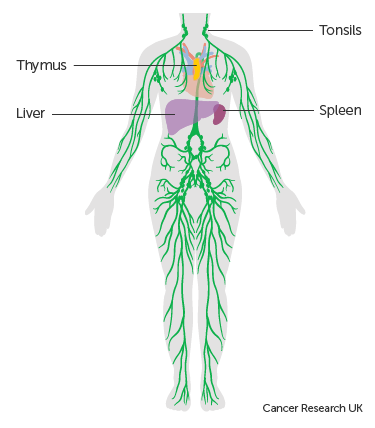 Tonsils
Thymus
Liver
Spleen
Cancer Research UK